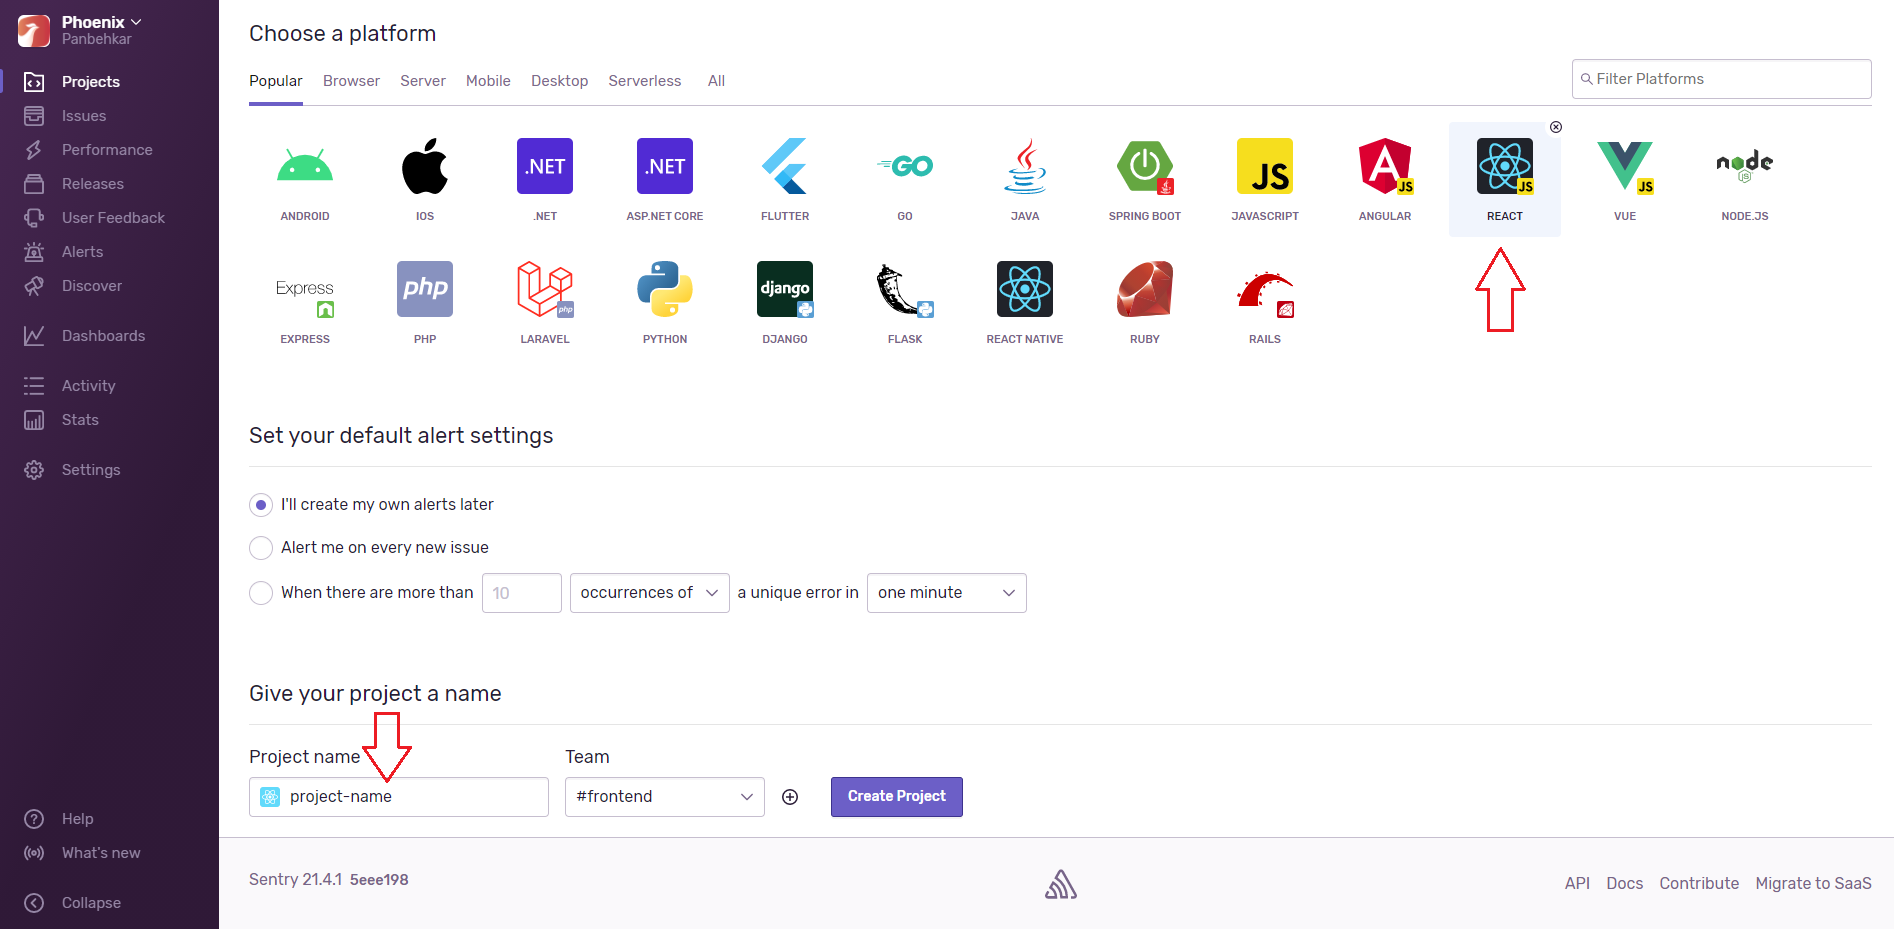 Phoenix
Panbehkar
Projects
Issues
Performance
Releases
User Feedback
Alerts
Discover
Dashboards
Activity
Stats
Settings
Help
What's new
Collapse
Choose a platform
Popular Browser Server Mobile Desktop Serverless All
Filter Platforms
.NET .NET GO JS JS JS JS node JS
ANDROID IOS .NET ASP.NET CORE FLUTTER GO JAVA SPRING BOOT JAVASCRIPT ANGULAR REACT VUE NODE.JS
Express php php django
EXPRESS PHP LARAVEL PYTHON DJANGO FLASK REACT NATIVE RUBY RAILS
Set your default alert settings
I'll create my own alerts later
Alert me on every new issue
When there are more than 10 occurrences of a unique error in one minute
Give your project a name
Project name Team
project-name #frontend Create Project
Sentry 21.4.1 5eee198
API Docs Contribute Migrate to SaaS